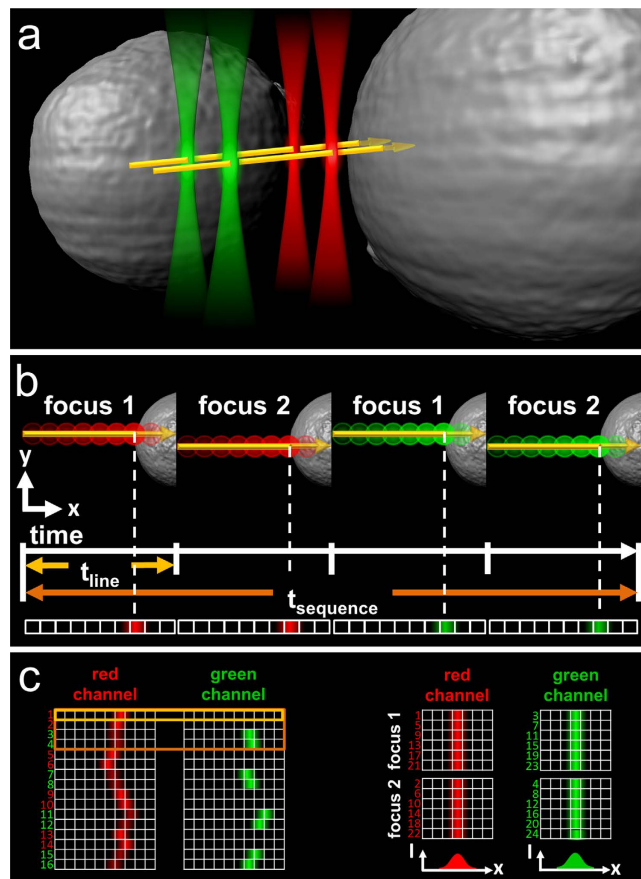 a
b
focus 1 focus 2 focus 1 focus 2
y
x
time
t_line
t_sequence
c
red
channel
green
channel
red
channel
green
channel
1
2
3
4
5
6
7
8
9
10
11
12
13
14
15
16
focus 1
1 3
5 7
9 11
13 15
17 19
21 23
focus 2
2 4
6 8
10 12
14 16
18 20
22 24
I x I x